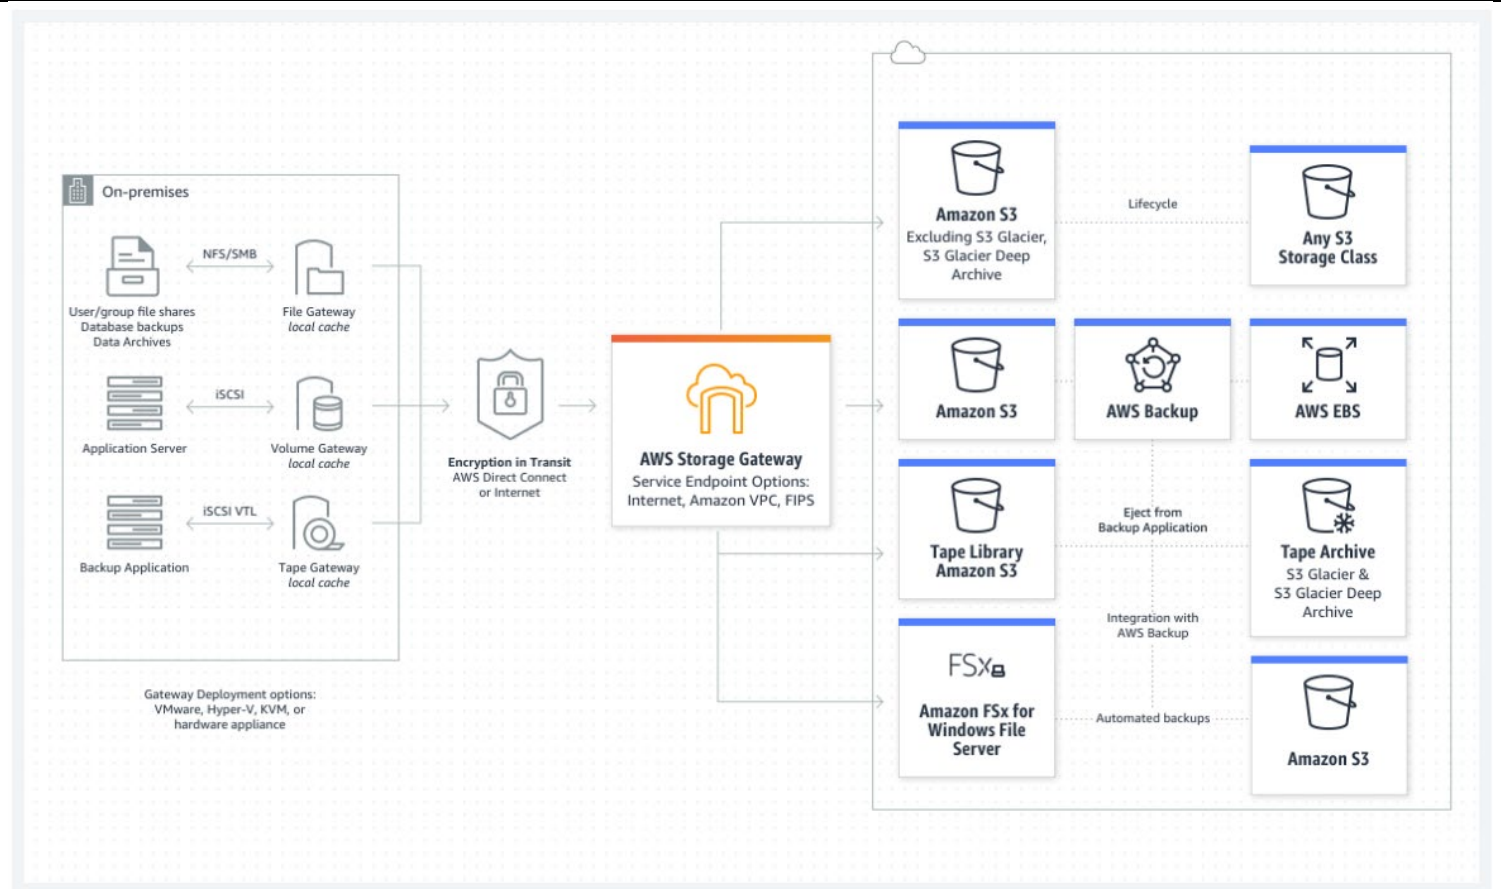 On-premises
NFS/SMB
User/group file shares
Database backups
Data Archives
File Gateway
local cache
iSCSI
Application Server
Volume Gateway
local cache
iSCSI VTL
Backup Application
Tape Gateway
local cache
Gateway Deployment options:
VMware, Hyper-V, KVM, or
hardware appliance
Encryption in Transit
AWS Direct Connect
or Internet
AWS Storage Gateway
Service Endpoint Options:
Internet, Amazon VPC, FIPS
Amazon S3
Excluding S3 Glacier,
S3 Glacier Deep
Archive
Lifecycle
Any S3
Storage Class
Amazon S3
AWS Backup
AWS EBS
Tape Library
Amazon S3
Eject from
Backup Application
Tape Archive
S3 Glacier &
S3 Glacier Deep
Archive
Integration with
AWS Backup
FSx
Amazon FSx for
Windows File
Server
Automated backups
Amazon S3